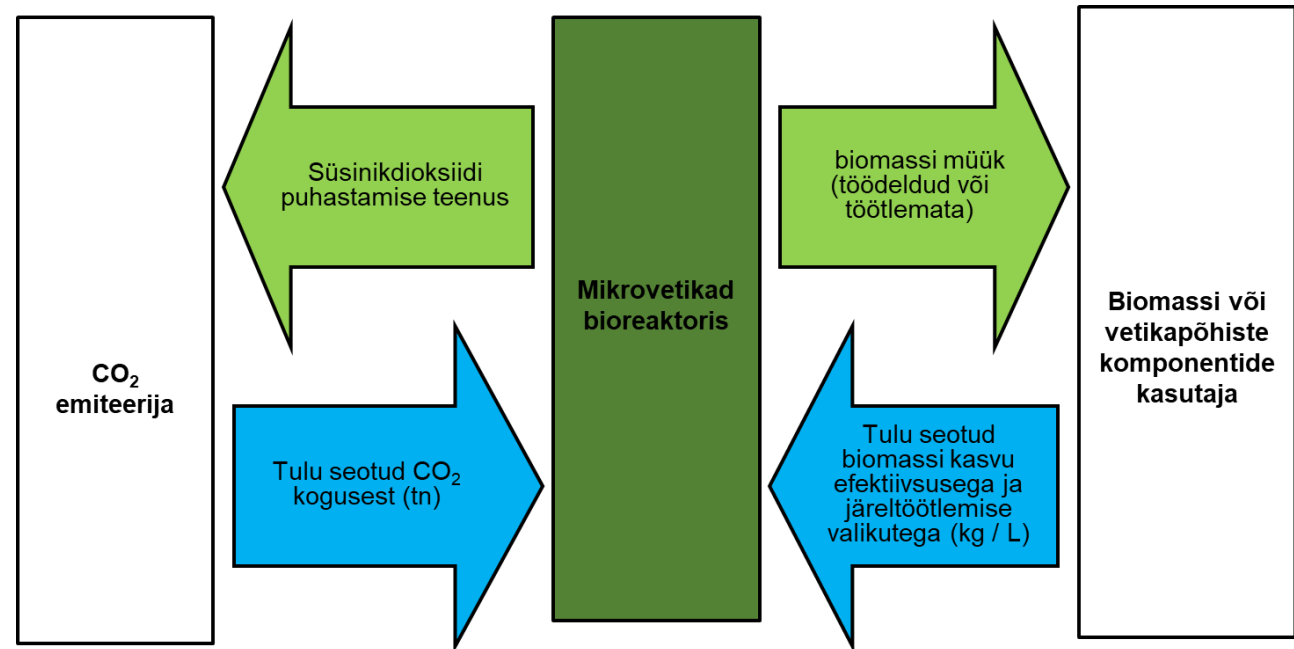 CO₂
emiteerija
Süsinikdioksiidi
puhastamise teenus
Tulu seotud CO₂
kogusest (tn)
Mikrovetikad
bioreaktoris
biomassi müük
(töödeldud või
töötlemata)
Tulu seotud
biomassi kasvu
efektiivsusega ja
järeltöötlemise
valikutega (kg / L)
Biomassi või
vetikapõhiste
komponentide
kasutaja